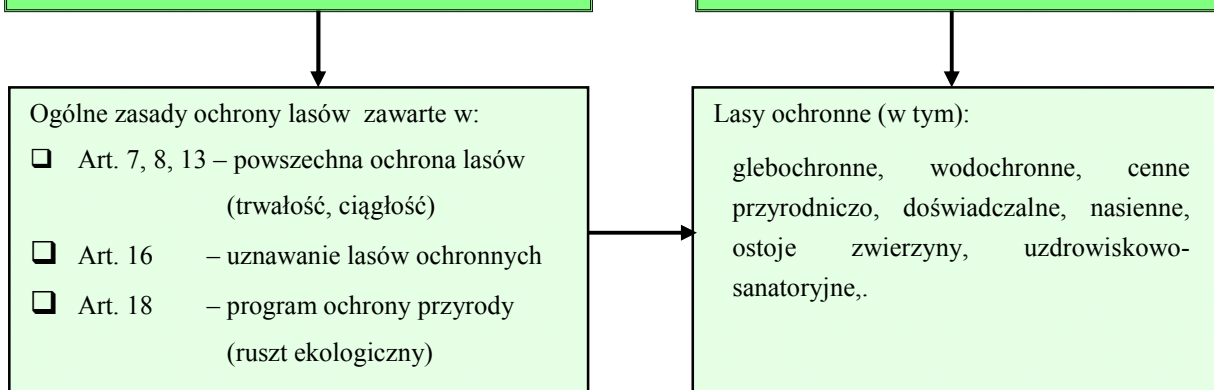 Ogólne zasady ochrony lasów zawarte w:
❑ Art. 7, 8, 13 – powszechna ochrona lasów
(trwałość, ciągłość)
❑ Art. 16 – uznawanie lasów ochronnych
❑ Art. 18 – program ochrony przyrody
(ruszt ekologiczny)
Lasy ochronne (w tym):
glebochronne, wodochronne, cenne
przyrodniczo, doświadczalne, nasienne,
ostoje zwierzyny, uzdrowiskowo-
sanatoryjne,.